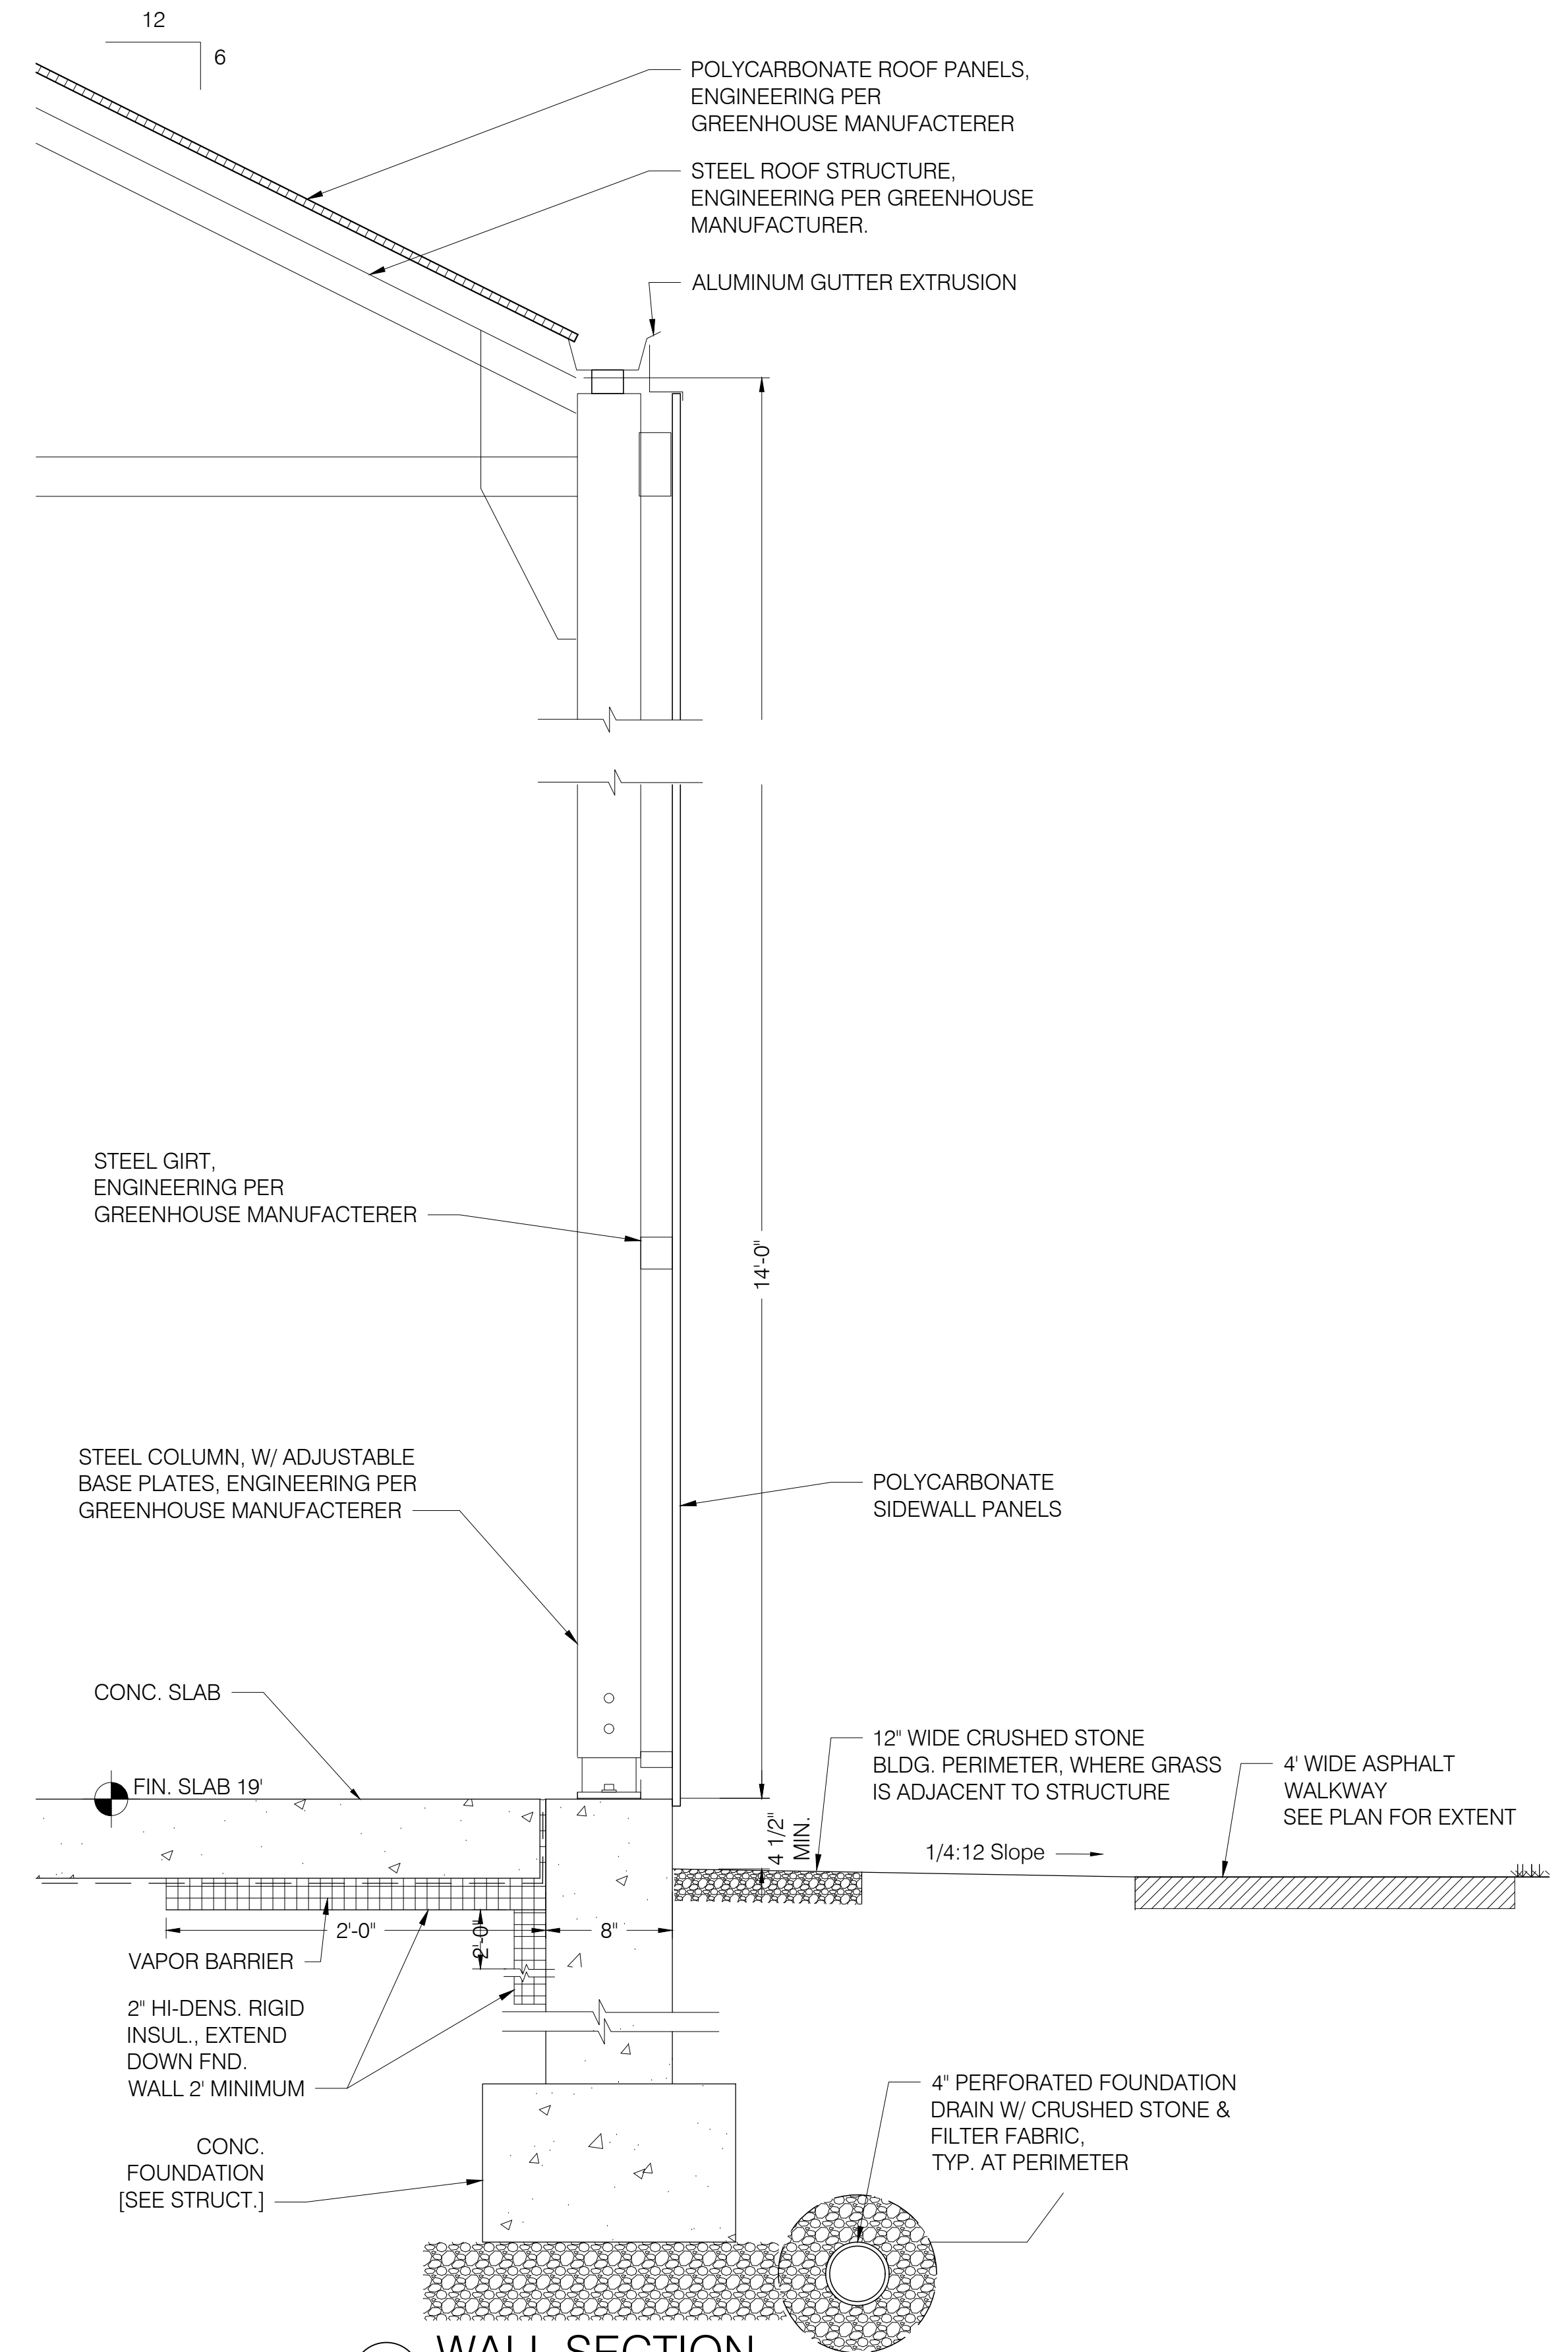 12
6
POLYCARBONATE ROOF PANELS,
ENGINEERING PER
GREENHOUSE MANUFACTERER
STEEL ROOF STRUCTURE,
ENGINEERING PER GREENHOUSE
MANUFACTURER.
ALUMINUM GUTTER EXTRUSION
STEEL GIRT,
ENGINEERING PER
GREENHOUSE MANUFACTERER
14'-0"
STEEL COLUMN, W/ ADJUSTABLE
BASE PLATES, ENGINEERING PER
GREENHOUSE MANUFACTERER
POLYCARBONATE
SIDEWALL PANELS
CONC. SLAB
FIN. SLAB 19'
12" WIDE CRUSHED STONE
BLDG. PERIMETER, WHERE GRASS
IS ADJACENT TO STRUCTURE
4' WIDE ASPHALT
WALKWAY
SEE PLAN FOR EXTENT
4 1/2"
MIN.
1/4:12 Slope
2'-0"
2'-0"
8"
VAPOR BARRIER
2" HI-DENS. RIGID
INSUL., EXTEND
DOWN FND.
WALL 2' MINIMUM
CONC.
FOUNDATION
[SEE STRUCT.]
4" PERFORATED FOUNDATION
DRAIN W/ CRUSHED STONE &
FILTER FABRIC,
TYP. AT PERIMETER
WALL SECTION